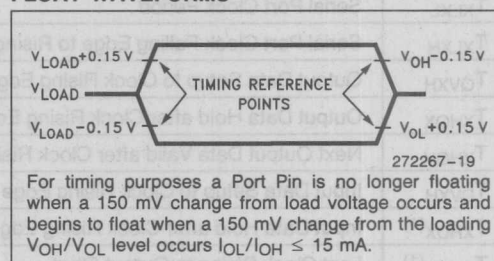 FLOAT WAVEFORMS
VLOAD+0.15 V
VLOAD
VLOAD−0.15 V
TIMING REFERENCE
POINTS
VOH−0.15 V
VOL+0.15 V
272267–19
For timing purposes a Port Pin is no longer floating
when a 150 mV change from load voltage occurs and
begins to float when a 150 mV change from the loading
VOH/VOL level occurs IOL/IOH ≤ 15 mA.